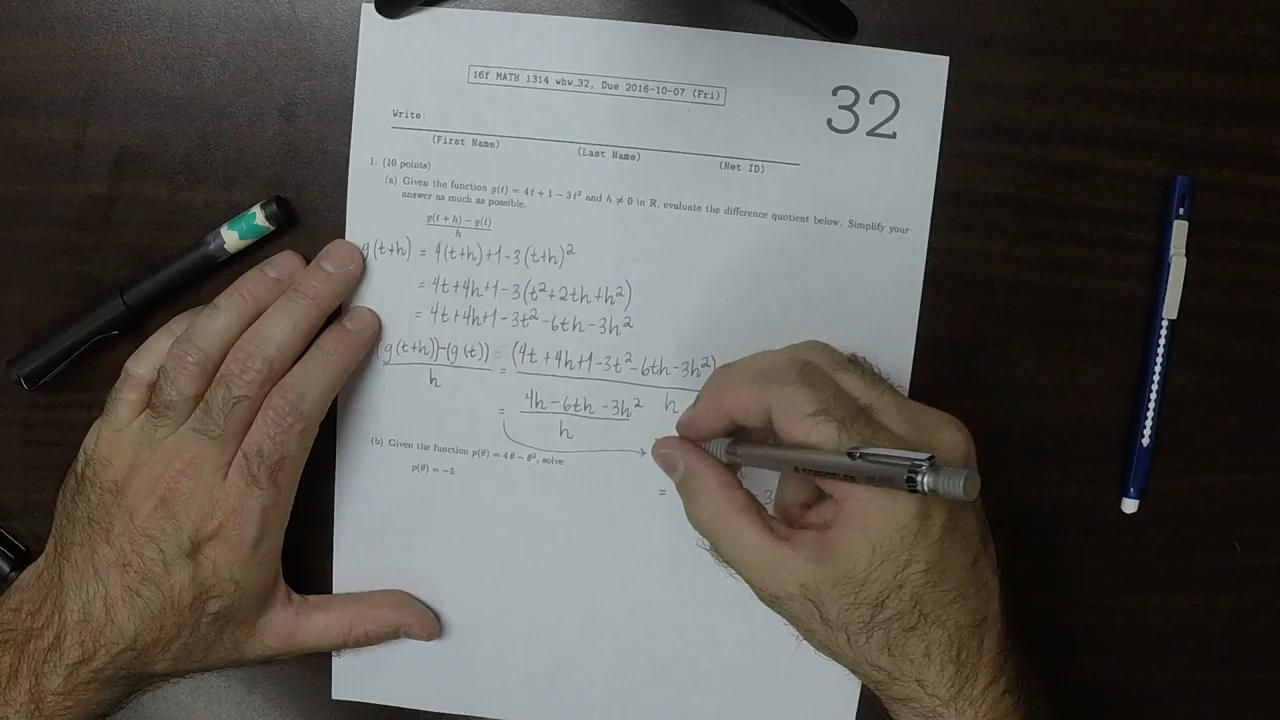 16f MATH 1314 whw_32, Due 2016-10-07 (Fri)
32
Write:
(First Name) (Last Name) (Net ID)
1. (10 points)
(a) Given the function g(t) = 4t + 1 − 3t² and h ≠ 0 in ℝ, evaluate the difference quotient below. Simplify your
answer as much as possible.
g(t + h) − g(t)
h
g(t+h) = 4(t+h)+1-3(t+h)²
= 4t+4h+1-3(t²+2th+h²)
= 4t+4h+1-3t²-6th-3h²
(g(t+h))-(g(t)) = (4t+4h+1-3t²-6th-3h²)
h h
= 4h-6th-3h²
h
(b) Given the function p(θ) = 4θ − θ², solve
p(θ) = −5.
= -3